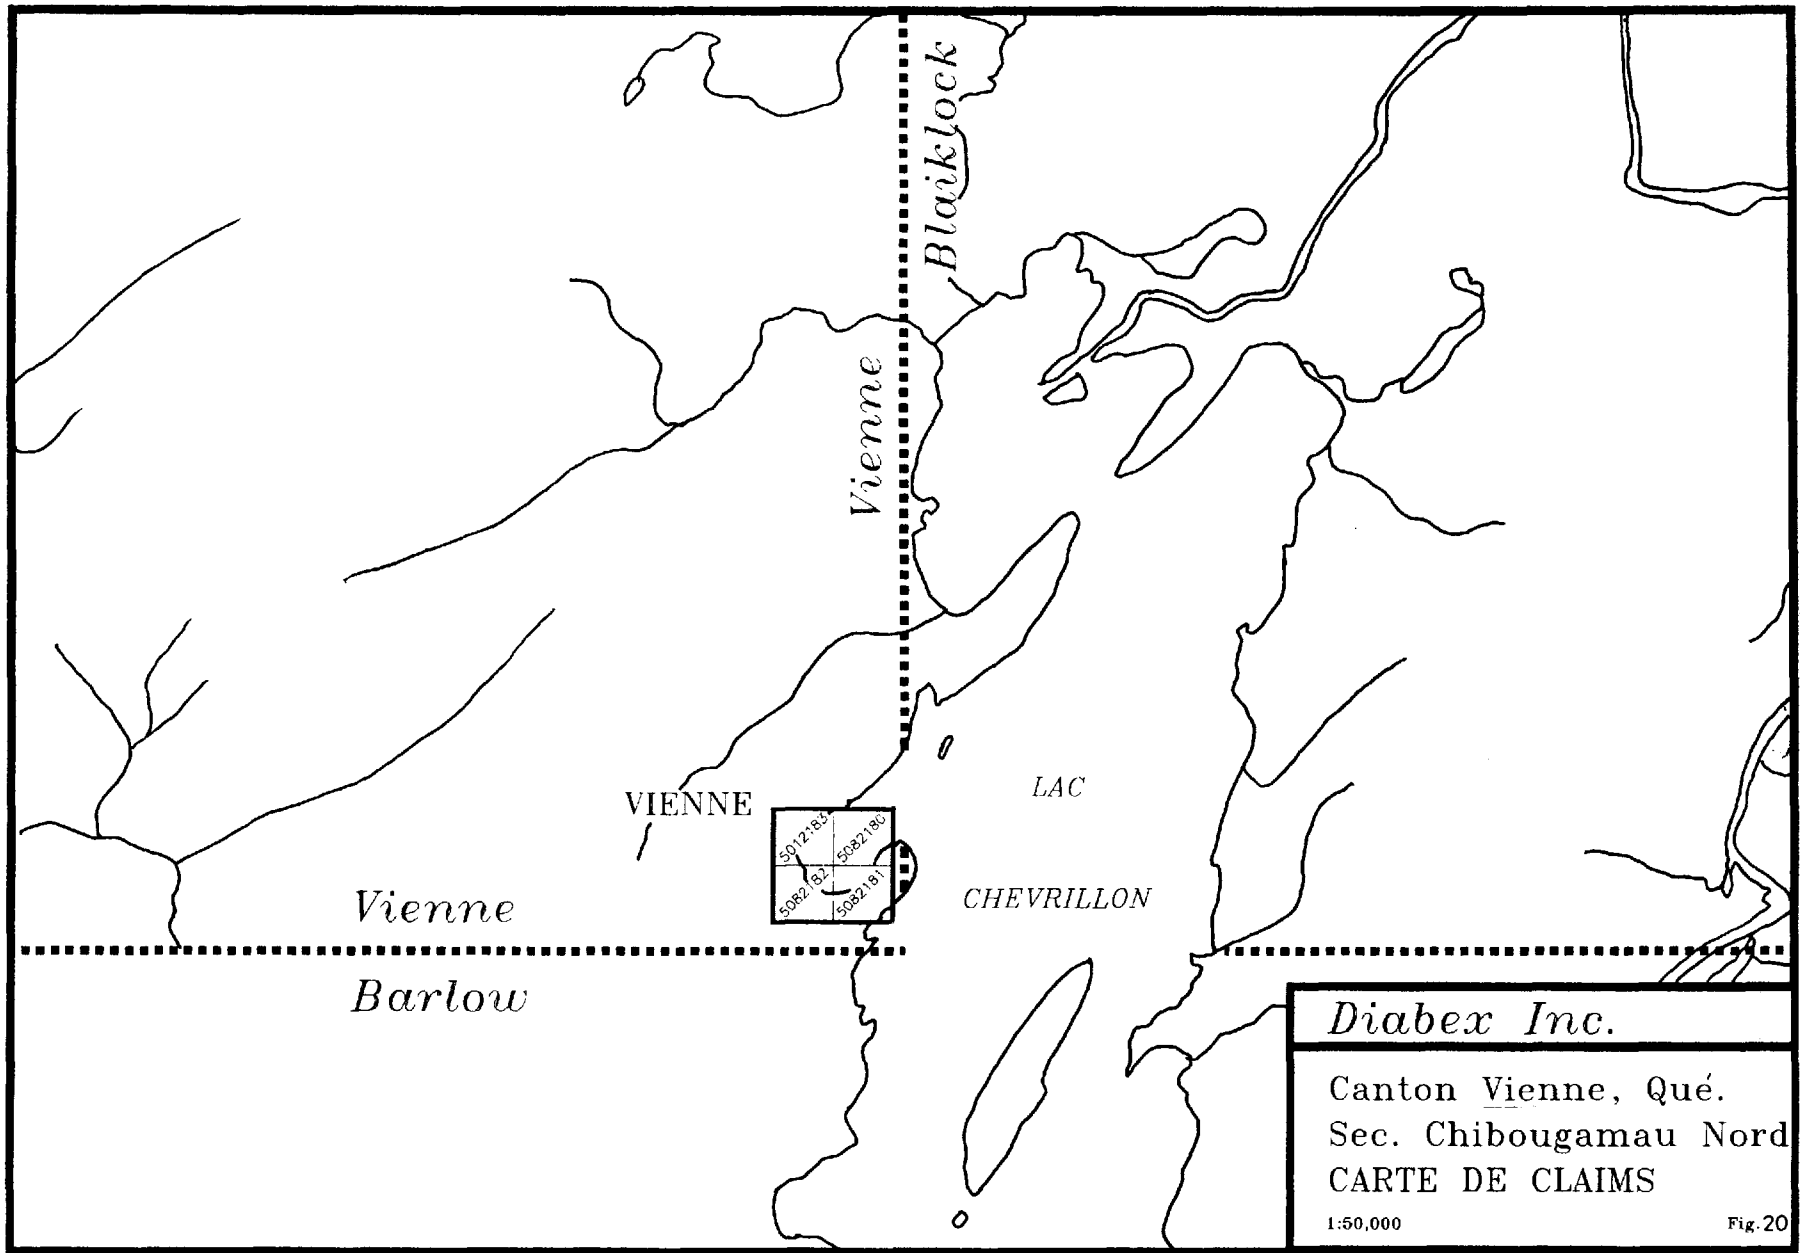 Blaiklock
Vienne
VIENNE
5012183
5082180
5082182
5082181
LAC
CHEVRILLON
Vienne
Barlow
Diabex Inc.
Canton Vienne, Qué.
Sec. Chibougamau Nord
CARTE DE CLAIMS
1:50,000 Fig.20